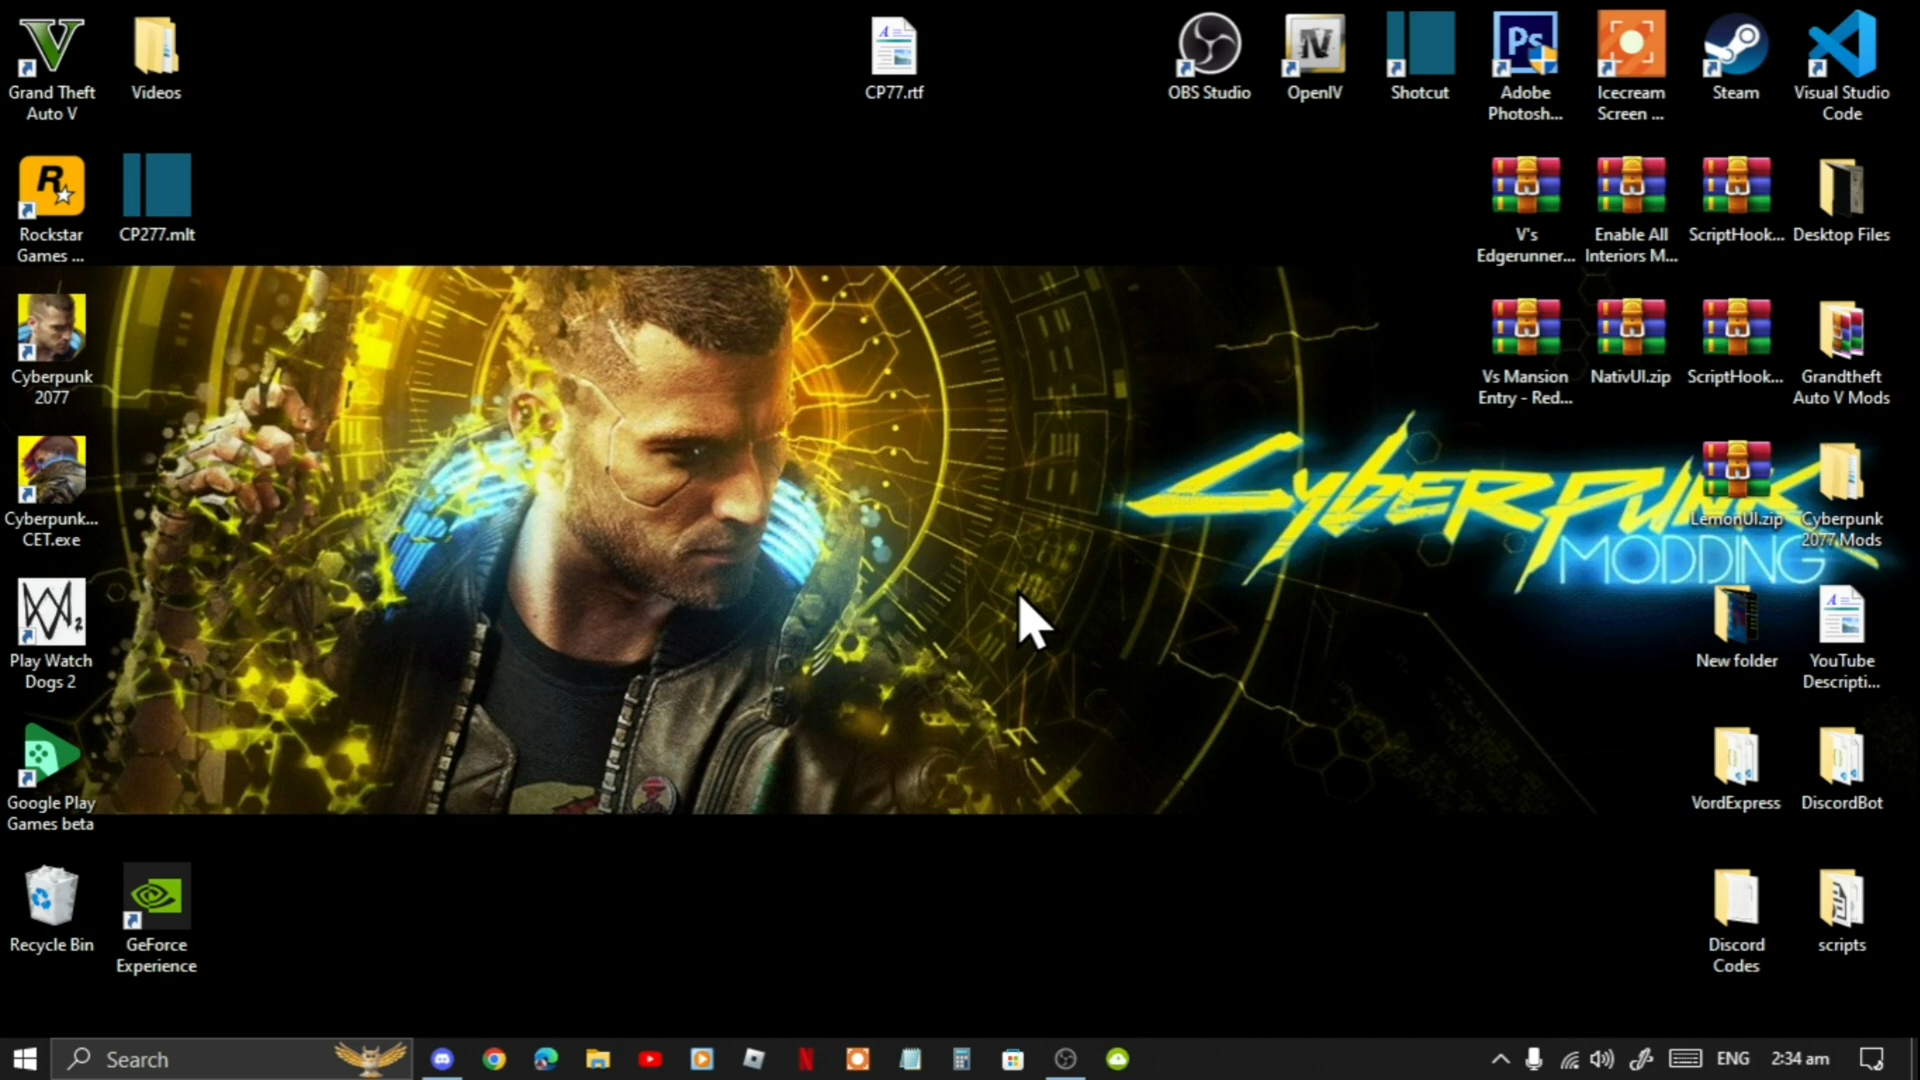 Grand Theft
Auto V
Videos
CP77.rtf
OBS Studio
OpenIV
Shotcut
Ps
Adobe
Photosh...
Icecream
Screen ...
Steam
Visual Studio
Code
R
Rockstar
Games ...
CP277.mlt
V's
Edgerunner...
Enable All
Interiors M...
ScriptHook...
Desktop Files
Cyberpunk
2077
Vs Mansion
Entry - Red...
NativUI.zip
ScriptHook...
Grandtheft
Auto V Mods
Cyberpunk...
CET.exe
CYBERPUNK
MODDING
LemonUI.zip
Cyberpunk
2077 Mods
Play Watch
Dogs 2
New folder
YouTube
Descripti...
Google Play
Games beta
VordExpress
DiscordBot
Recycle Bin
GeForce
Experience
Discord
Codes
scripts
Search
ENG
2:34 am